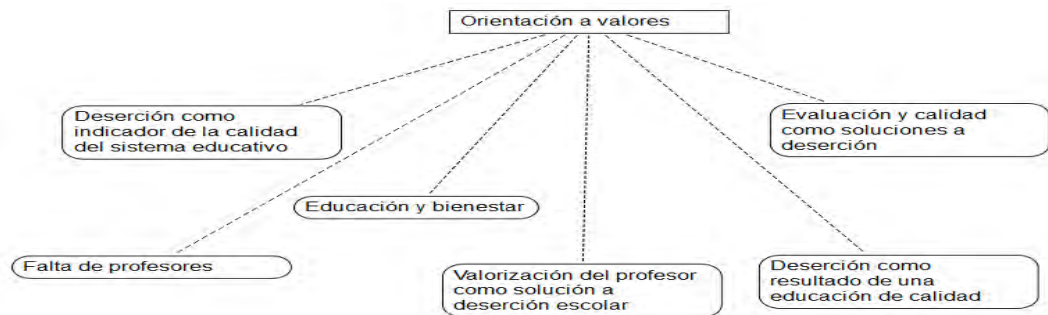 Orientación a valores
Deserción como
indicador de la calidad
del sistema educativo
Evaluación y calidad
como soluciones a
deserción
Educación y bienestar
Falta de profesores
Valorización del profesor
como solución a
deserción escolar
Deserción como
resultado de una
educación de calidad